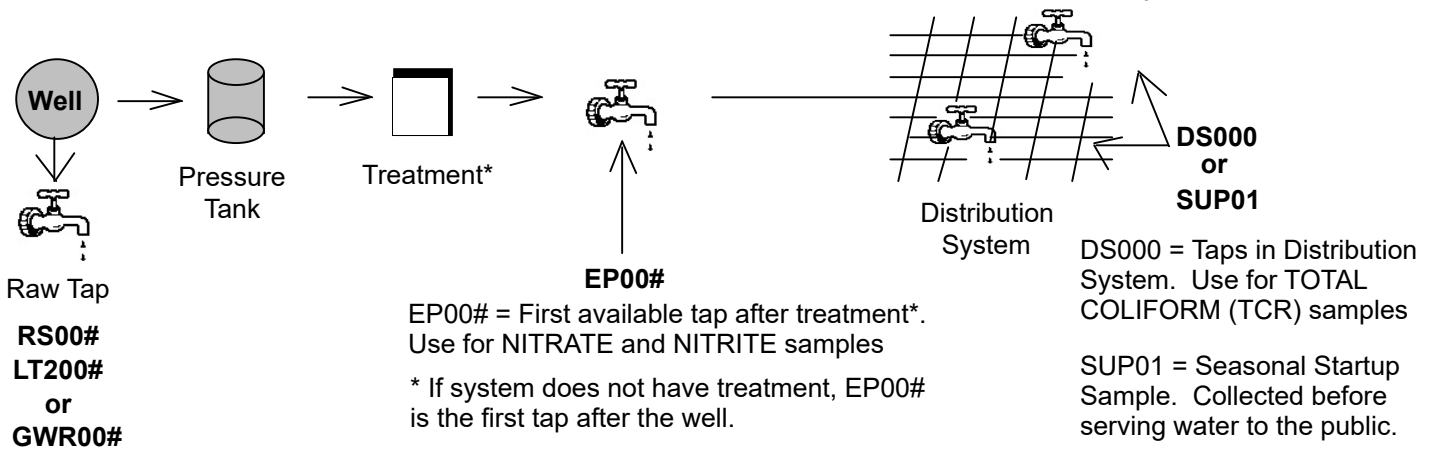 Well
Pressure
Tank
Treatment*
Raw Tap
RS00#
LT200#
or
GWR00#
EP00#
EP00# = First available tap after treatment*.
Use for NITRATE and NITRITE samples
* If system does not have treatment, EP00#
is the first tap after the well.
Distribution
System
DS000
or
SUP01
DS000 = Taps in Distribution
System. Use for TOTAL
COLIFORM (TCR) samples
SUP01 = Seasonal Startup
Sample. Collected before
serving water to the public.